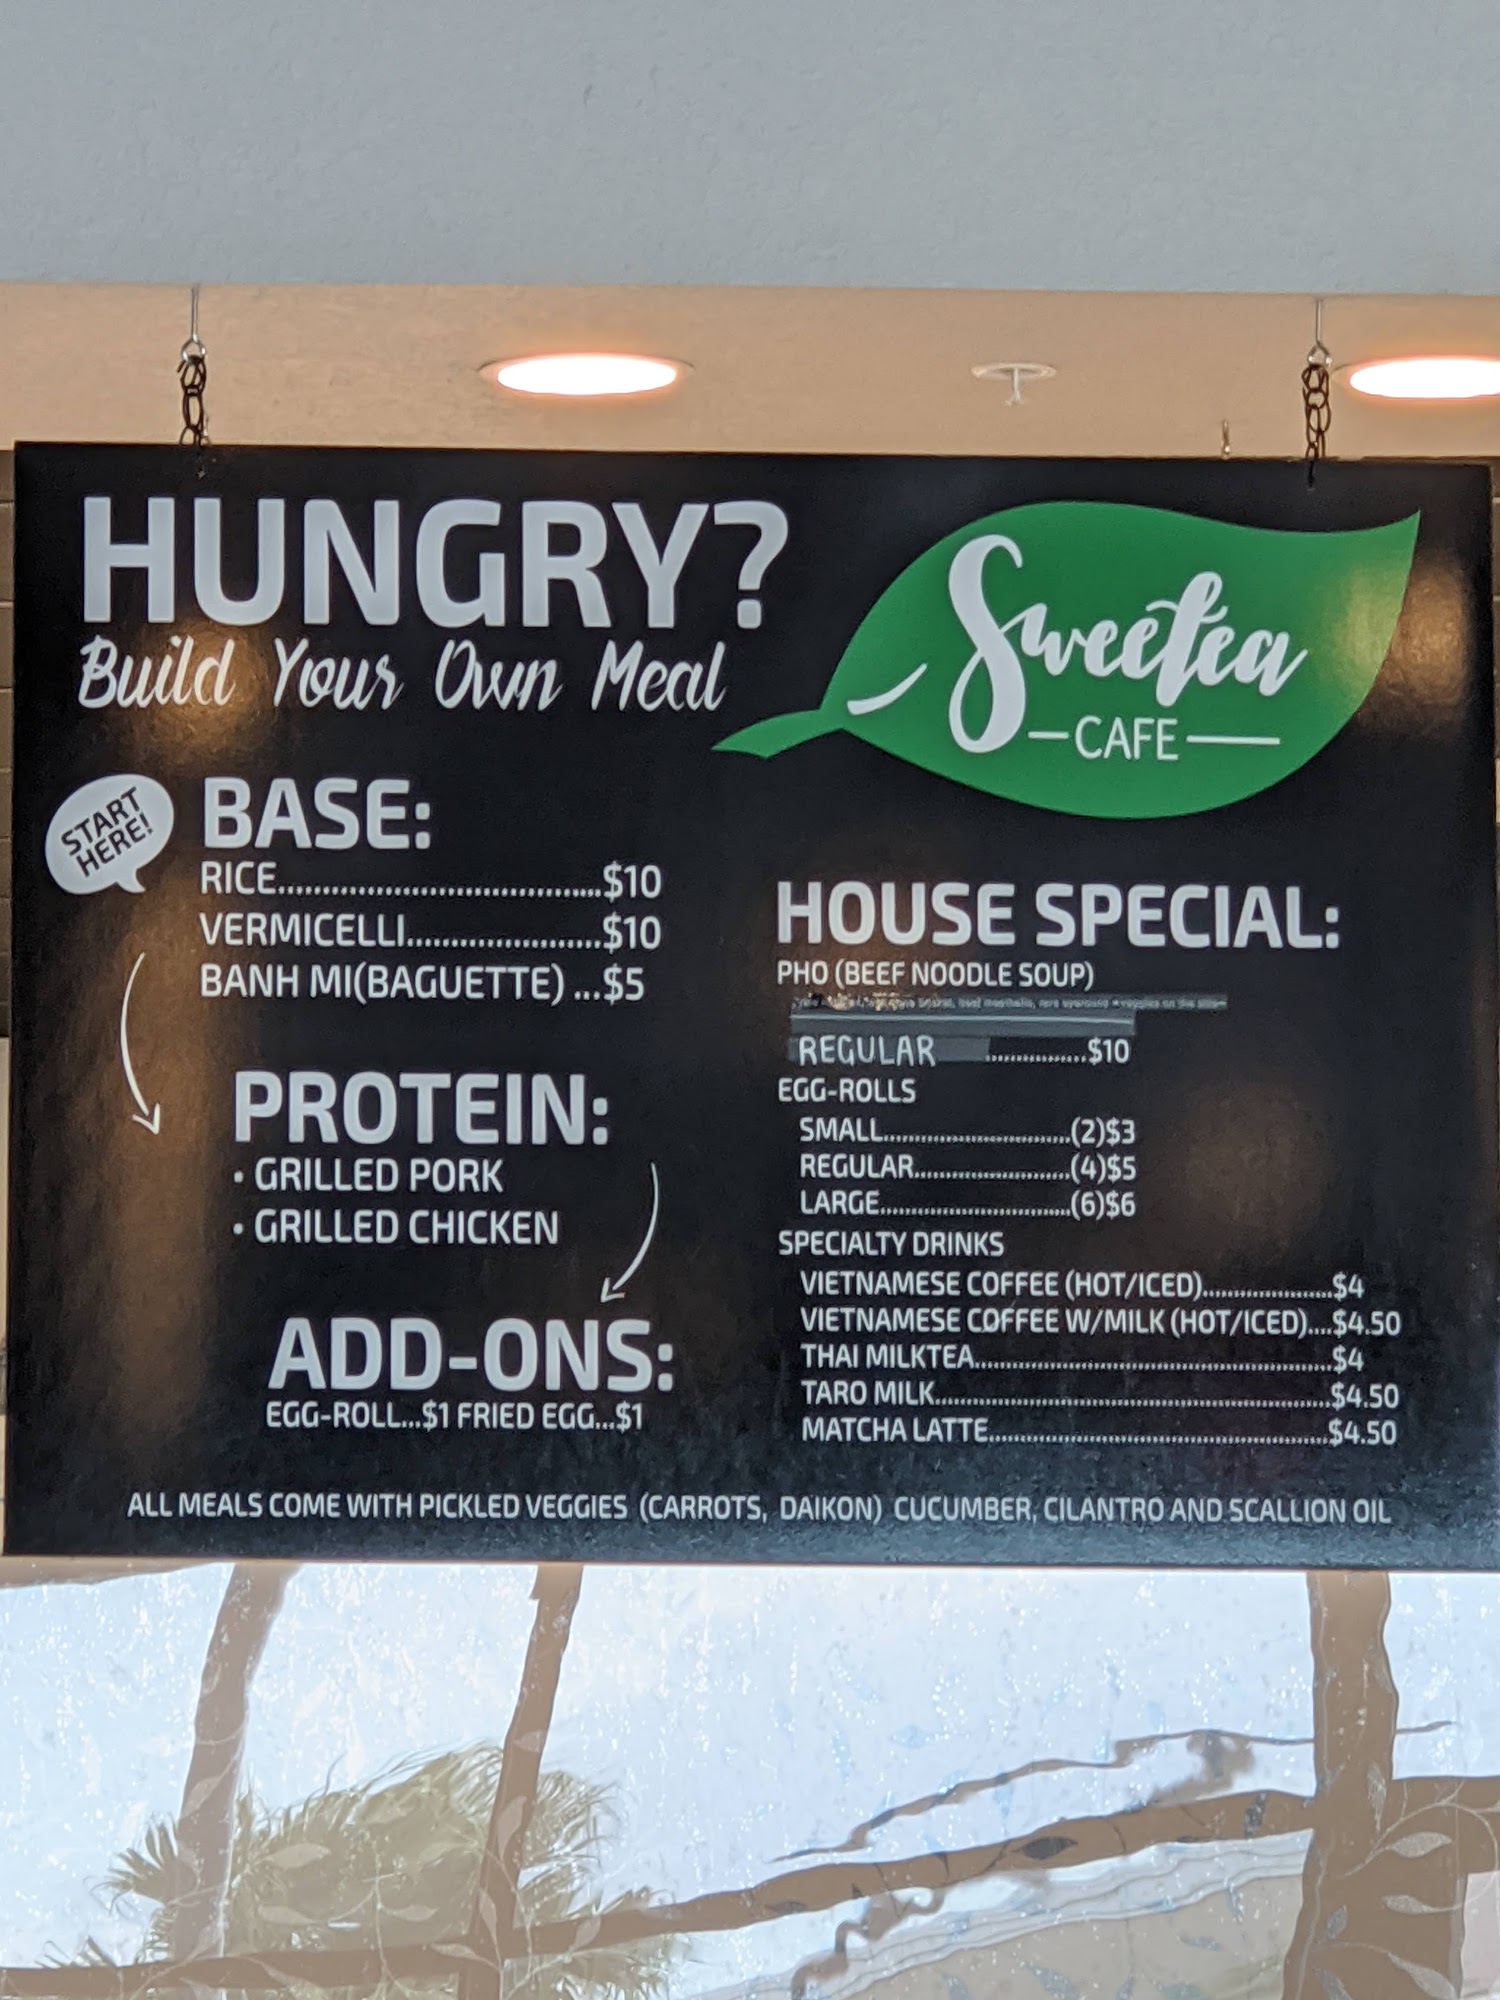 HUNGRY?
Build Your Own Meal
Sweetea
CAFE
START
HERE!
BASE:
RICE....................................$10
VERMICELLI......................$10
BANH MI(BAGUETTE) ...$5
PROTEIN:
• GRILLED PORK
• GRILLED CHICKEN
ADD-ONS:
EGG-ROLL...$1 FRIED EGG...$1
HOUSE SPECIAL:
PHO (BEEF NOODLE SOUP)
REGULAR ................$10
EGG-ROLLS
SMALL..............................(2)$3
REGULAR.........................(4)$5
LARGE..............................(6)$6
SPECIALTY DRINKS
VIETNAMESE COFFEE (HOT/ICED)....................$4
VIETNAMESE COFFEE W/MILK (HOT/ICED)....$4.50
THAI MILKTEA.......................................................$4
TARO MILK.............................................................$4.50
MATCHA LATTE....................................................$4.50
ALL MEALS COME WITH PICKLED VEGGIES (CARROTS, DAIKON) CUCUMBER, CILANTRO AND SCALLION OIL